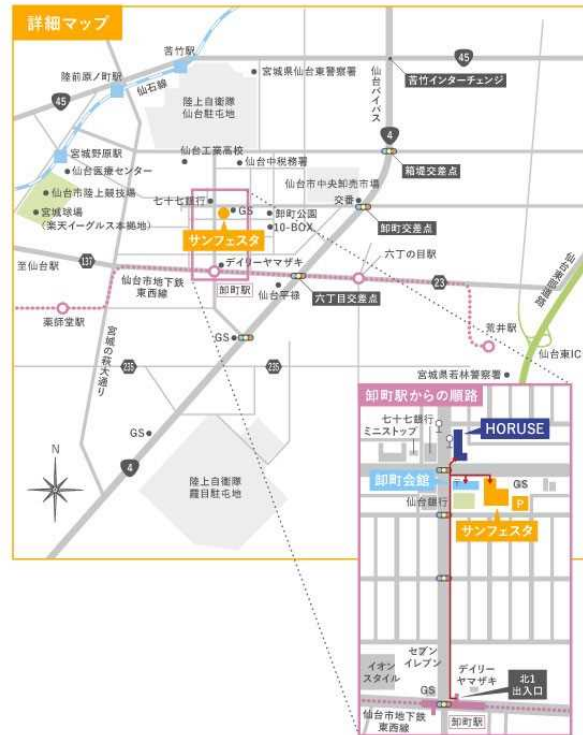 詳細マップ
苦竹駅
陸前原ノ町駅
仙石線
45
宮城野原駅
仙台医療センター
仙台市陸上競技場
宮城球場
(楽天イーグルス本拠地)
陸上自衛隊
仙台駐屯地
宮城県仙台東警察署
仙台バイパス
45
苦竹インターチェンジ
4
仙台工業高校
仙台中税務署
箱堤交差点
仙台市中央卸売市場
交番
卸町交差点
七十七銀行
GS
卸町公園
10-BOX
サンフェスタ
デイリーヤマザキ
六丁の目駅
至仙台駅
137
仙台市地下鉄
東西線
卸町駅
仙台平禄
六丁目交差点
23
仙台東部道路
薬師堂駅
宮城の萩大通り
GS
荒井駅
仙台東IC
235
235
宮城県若林警察署
GS
N
4
陸上自衛隊
霞目駐屯地
卸町駅からの順路
七十七銀行
ミニストップ
HORUSE
卸町会館
GS
仙台銀行
P
サンフェスタ
セブン
イレブン
イオン
スタイル
デイリー
ヤマザキ
GS
北1
出入口
仙台市地下鉄
東西線
卸町駅